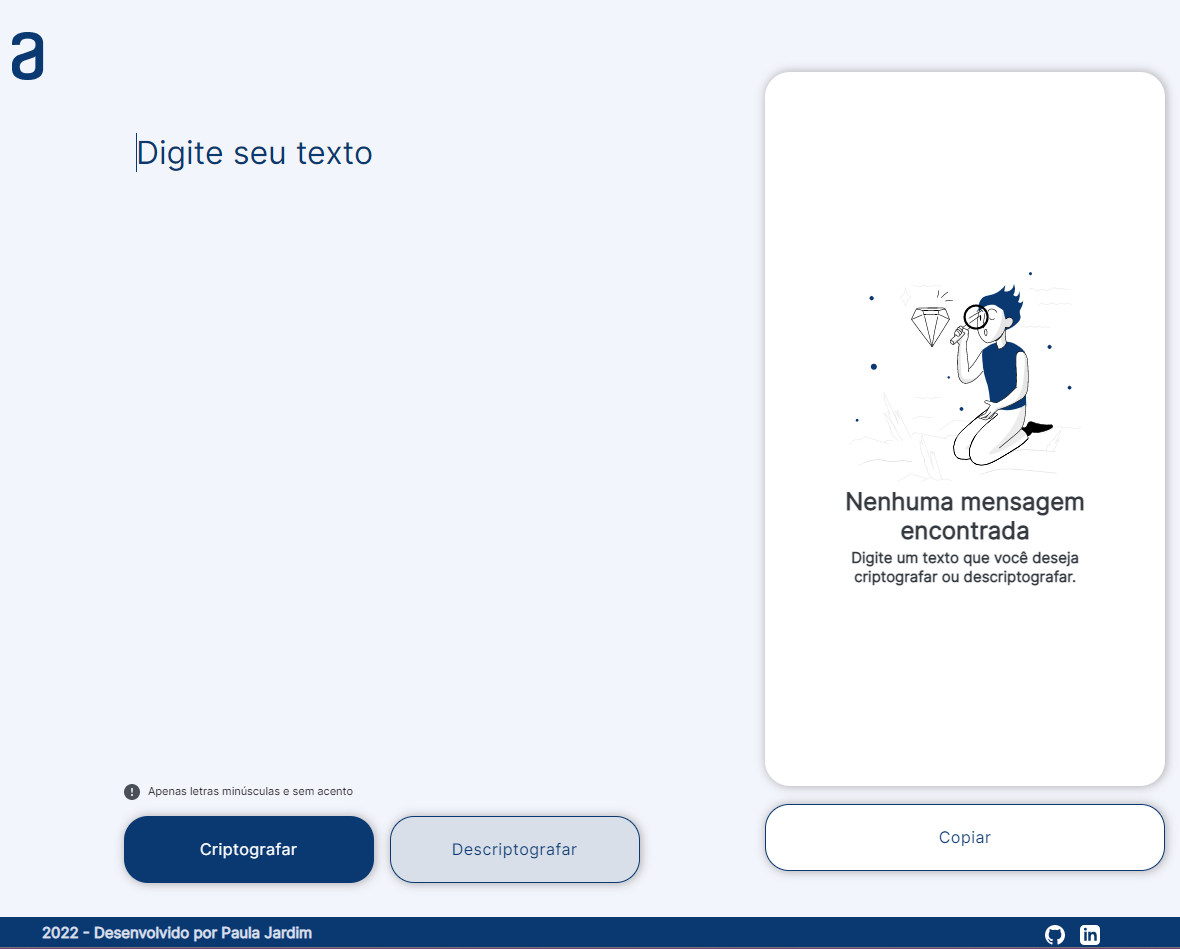 a
Digite seu texto
Nenhuma mensagem
encontrada
Digite um texto que você deseja
criptografar ou descriptografar.
Apenas letras minúsculas e sem acento
Criptografar
Descriptografar
Copiar
2022 - Desenvolvido por Paula Jardim
in